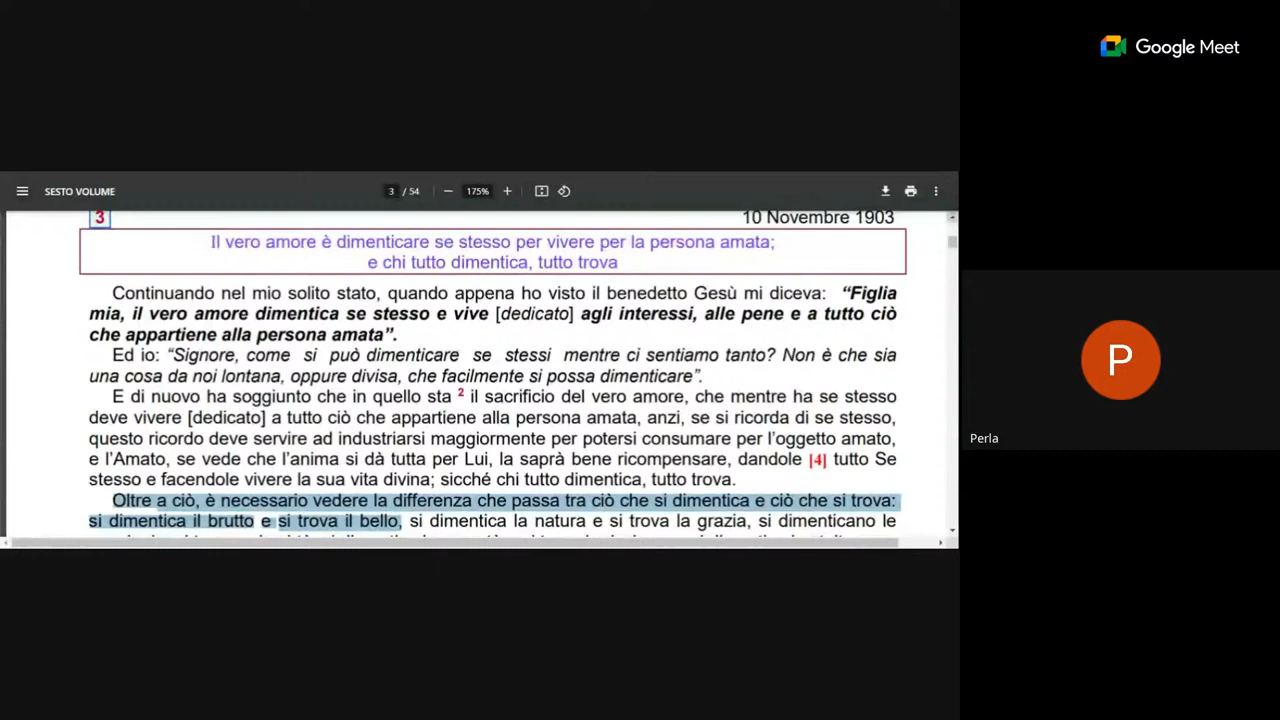 Google Meet
SESTO VOLUME
3 / 54
175%
3
10 Novembre 1903
Il vero amore è dimenticare se stesso per vivere per la persona amata;
e chi tutto dimentica, tutto trova
Continuando nel mio solito stato, quando appena ho visto il benedetto Gesù mi diceva: “Figlia
mia, il vero amore dimentica se stesso e vive [dedicato] agli interessi, alle pene e a tutto ciò
che appartiene alla persona amata”.
Ed io: “Signore, come si può dimenticare se stessi mentre ci sentiamo tanto? Non è che sia
una cosa da noi lontana, oppure divisa, che facilmente si possa dimenticare”.
E di nuovo ha soggiunto che in quello sta 2 il sacrificio del vero amore, che mentre ha se stesso
deve vivere [dedicato] a tutto ciò che appartiene alla persona amata, anzi, se si ricorda di se stesso,
questo ricordo deve servire ad industriarsi maggiormente per potersi consumare per l’oggetto amato,
e l’Amato, se vede che l’anima si dà tutta per Lui, la saprà bene ricompensare, dandole [4] tutto Se
stesso e facendole vivere la sua vita divina; sicché chi tutto dimentica, tutto trova.
Oltre a ciò, è necessario vedere la differenza che passa tra ciò che si dimentica e ciò che si trova:
si dimentica il brutto e si trova il bello, si dimentica la natura e si trova la grazia, si dimenticano le
P
Perla